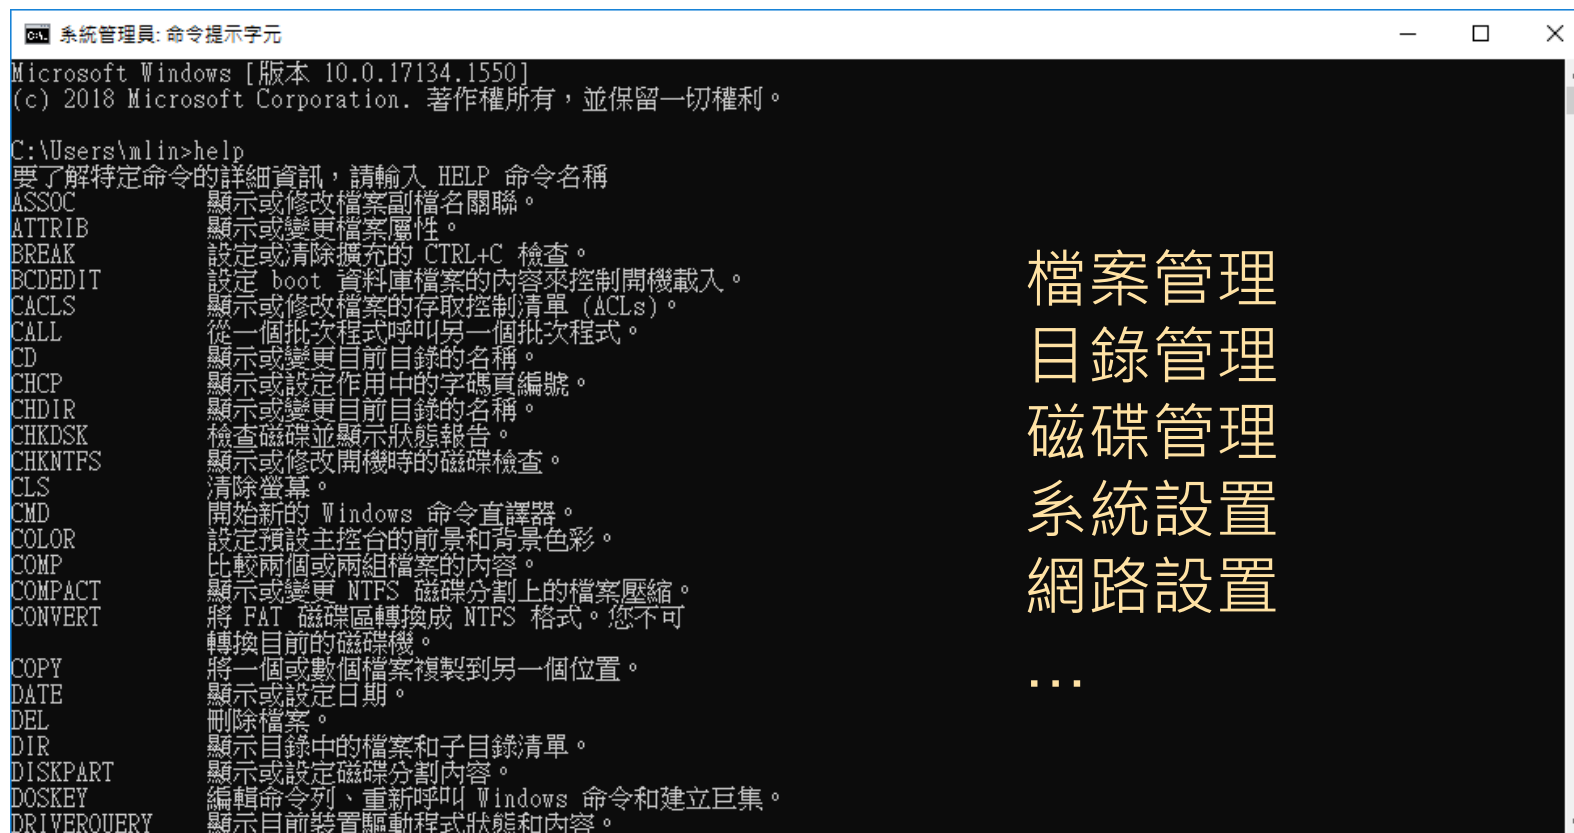 系統管理員: 命令提示字元
Microsoft Windows [版本 10.0.17134.1550]
(c) 2018 Microsoft Corporation. 著作權所有，並保留一切權利。
C:\Users\mlin>help
要了解特定命令的詳細資訊，請輸入 HELP 命令名稱
ASSOC 顯示或修改檔案副檔名關聯。
ATTRIB 顯示或變更檔案屬性。
BREAK 設定或清除擴充的 CTRL+C 檢查。
BCDEDIT 設定 boot 資料庫檔案的內容來控制開機載入。
CACLS 顯示或修改檔案的存取控制清單 (ACLs)。
CALL 從一個批次程式呼叫另一個批次程式。
CD 顯示或變更目前目錄的名稱。
CHCP 顯示或設定作用中的字碼頁編號。
CHDIR 顯示或變更目前目錄的名稱。
CHKDSK 檢查磁碟並顯示狀態報告。
CHKNTFS 顯示或修改開機時的磁碟檢查。
CLS 清除螢幕。
CMD 開始新的 Windows 命令直譯器。
COLOR 設定預設主控台的前景和背景色彩。
COMP 比較兩個或兩組檔案的內容。
COMPACT 顯示或變更 NTFS 磁碟分割上的檔案壓縮。
CONVERT 將 FAT 磁碟區轉換成 NTFS 格式。您不可
轉換目前的磁碟機。
COPY 將一個或數個檔案複製到另一個位置。
DATE 顯示或設定日期。
DEL 刪除檔案。
DIR 顯示目錄中的檔案和子目錄清單。
DISKPART 顯示或設定磁碟分割內容。
DOSKEY 編輯命令列、重新呼叫 Windows 命令和建立巨集。
DRIVERQUERY 顯示目前裝置驅動程式狀態和內容。
檔案管理
目錄管理
磁碟管理
系統設置
網路設置
...